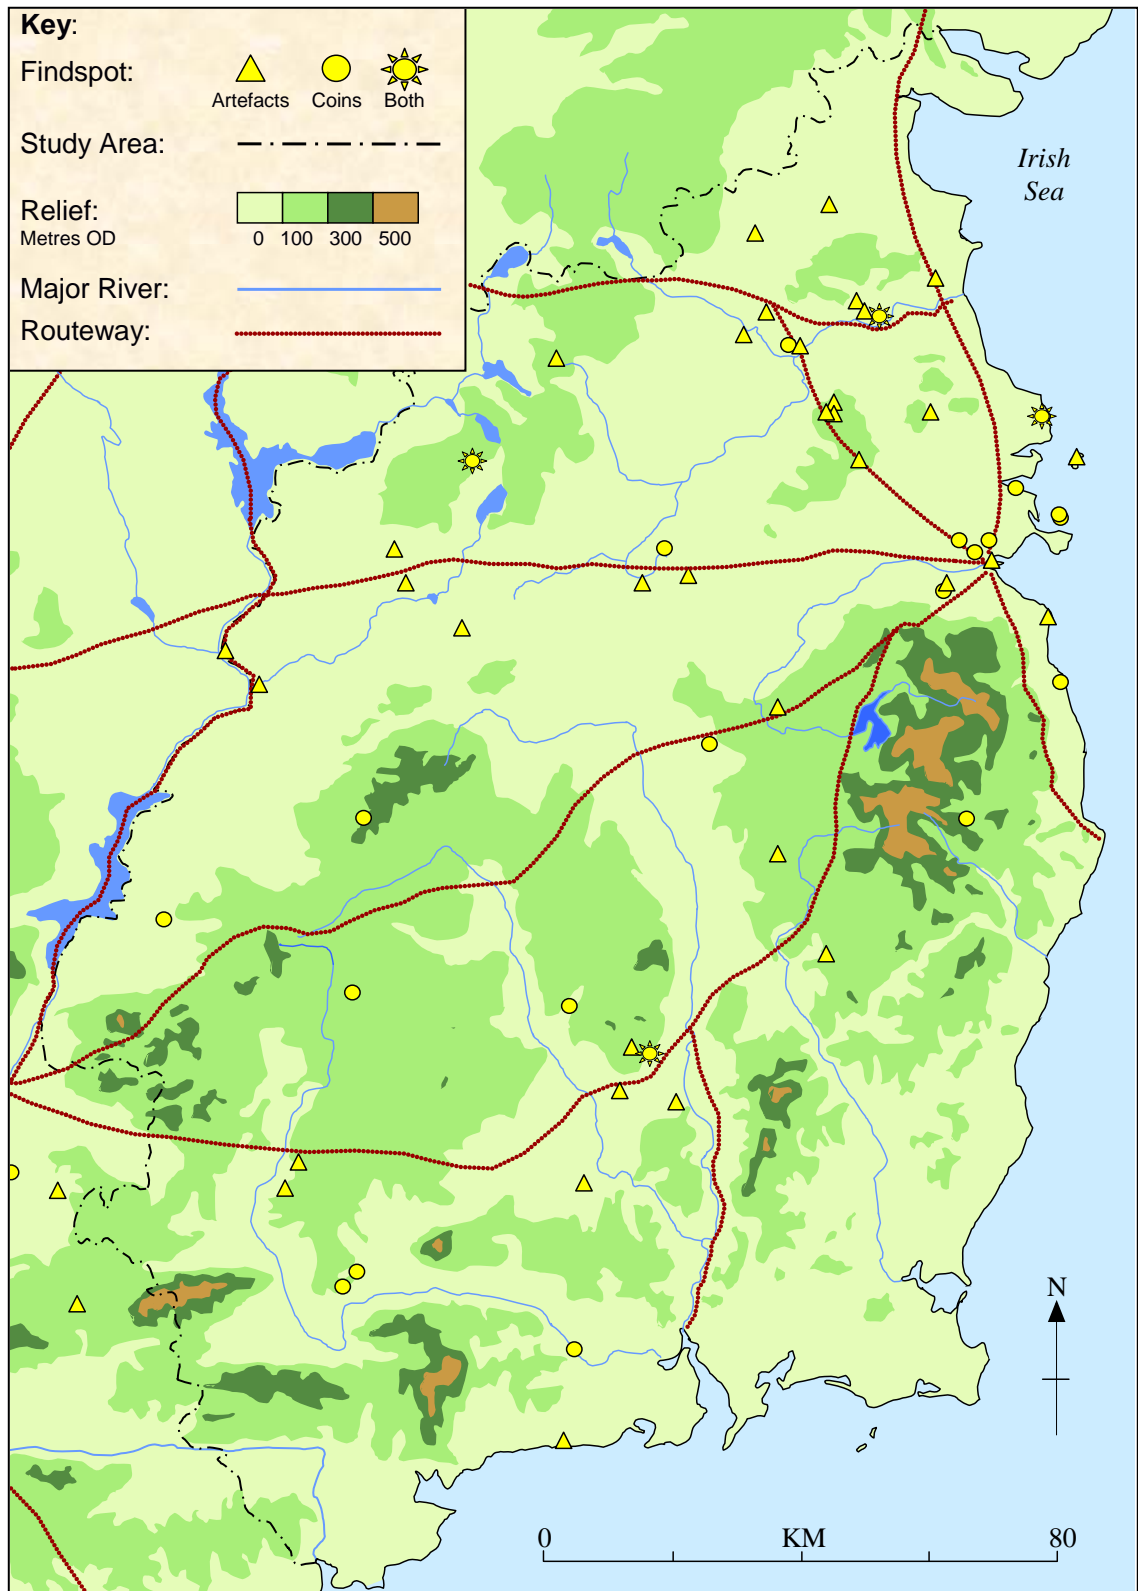 Key:
Findspot:
Artefacts Coins Both
Study Area:
Relief:
Metres OD
0 100 300 500
Major River:
Routeway:
Irish
Sea
N
0 KM 80